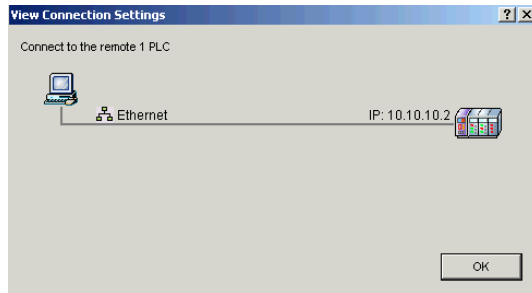 View Connection Settings
Connect to the remote 1 PLC
Ethernet
IP: 10.10.10.2
OK